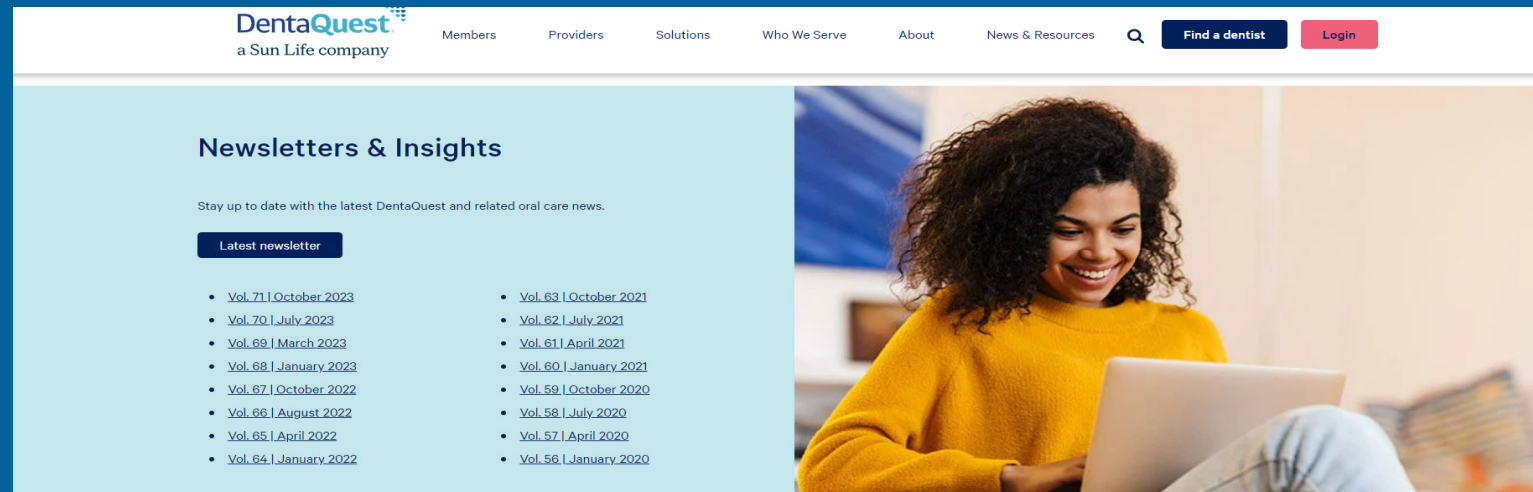 DentaQuest
a Sun Life company
Members Providers Solutions Who We Serve About News & Resources Find a dentist Login
Newsletters & Insights
Stay up to date with the latest DentaQuest and related oral care news.
Latest newsletter
Vol. 71 | October 2023
Vol. 70 | July 2023
Vol. 69 | March 2023
Vol. 68 | January 2023
Vol. 67 | October 2022
Vol. 66 | August 2022
Vol. 65 | April 2022
Vol. 64 | January 2022
Vol. 63 | October 2021
Vol. 62 | July 2021
Vol. 61 | April 2021
Vol. 60 | January 2021
Vol. 59 | October 2020
Vol. 58 | July 2020
Vol. 57 | April 2020
Vol. 56 | January 2020